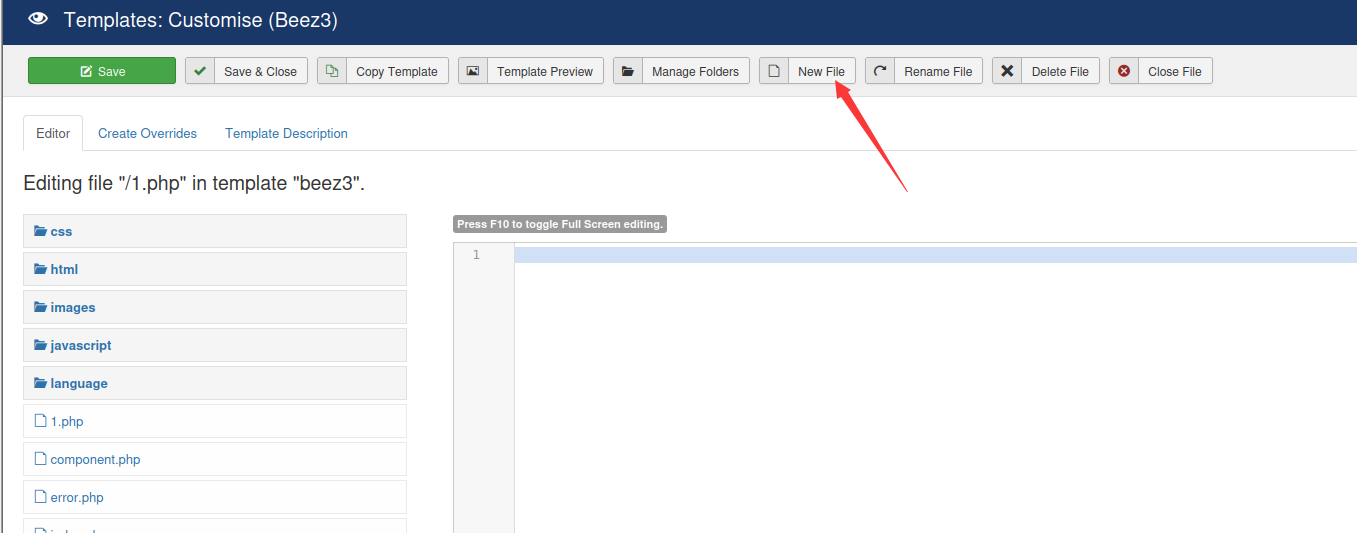 Templates: Customise (Beez3)
Save Save & Close Copy Template Template Preview Manage Folders New File Rename File Delete File Close File
Editor Create Overrides Template Description
Editing file "/1.php" in template "beez3".
css
Press F10 to toggle Full Screen editing.
1
html
images
javascript
language
1.php
component.php
error.php